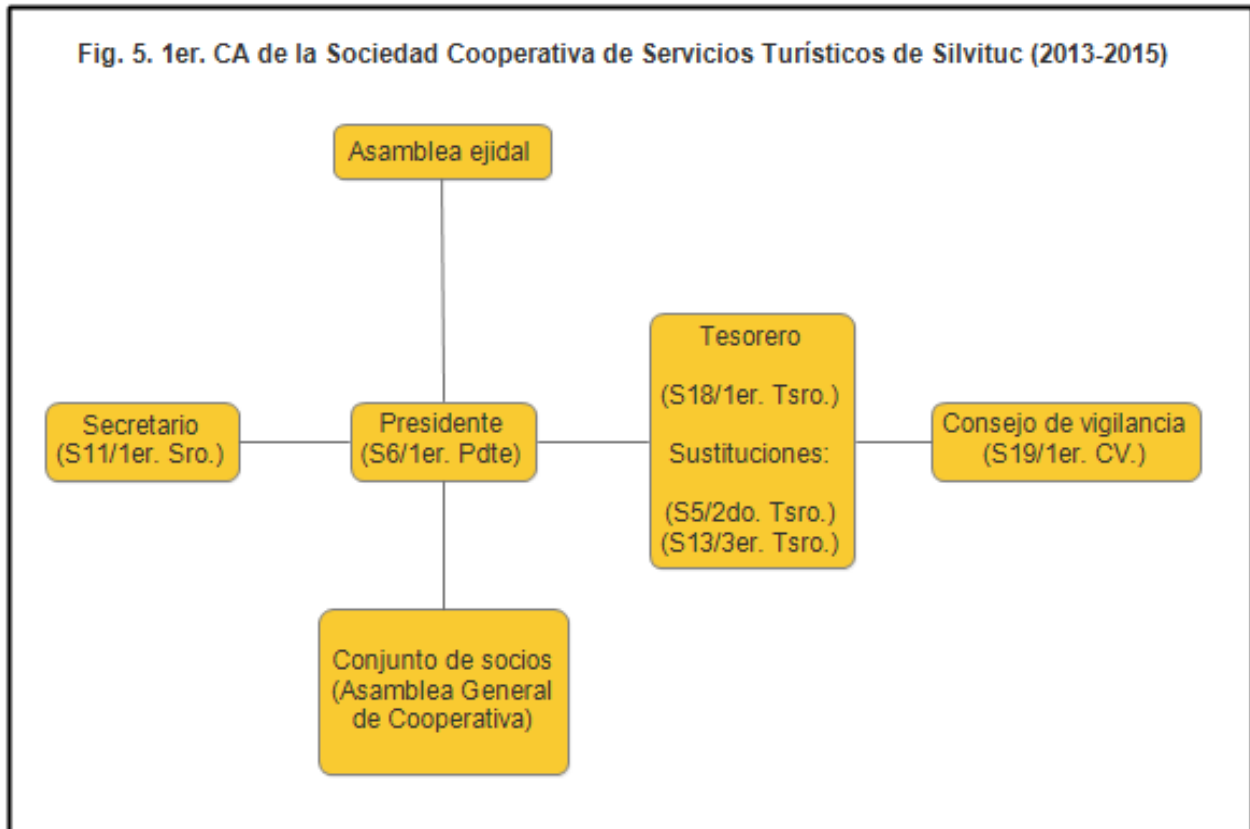 Fig. 5. 1er. CA de la Sociedad Cooperativa de Servicios Turísticos de Silvituc (2013-2015)
Asamblea ejidal
Secretario
(S11/1er. Sro.)
Presidente
(S6/1er. Pdte)
Tesorero
(S18/1er. Tsro.)
Sustituciones:
(S5/2do. Tsro.)
(S13/3er. Tsro.)
Consejo de vigilancia
(S19/1er. CV.)
Conjunto de socios
(Asamblea General
de Cooperativa)